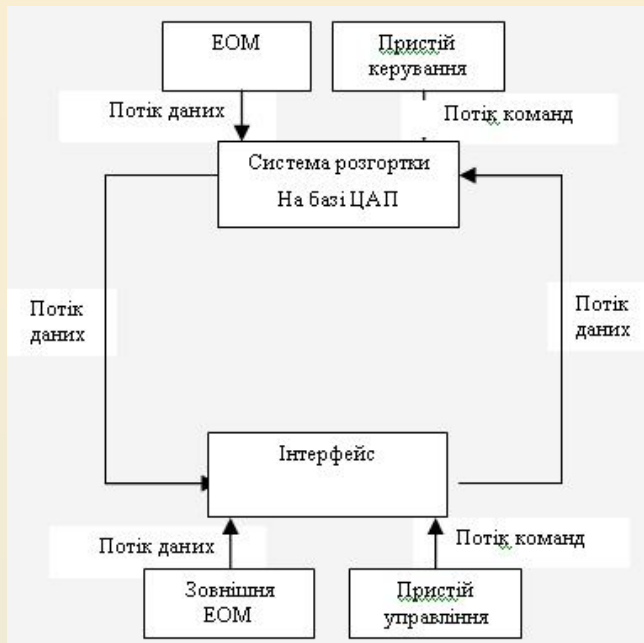 ЕОМ
Пристій
керування
Потік даних
Потік команд
Система розгортки
На базі ЦАП
Потік
даних
Потік
даних
Інтерфейс
Потік даних
Потік команд
Зовнішня
ЕОМ
Пристій
управління